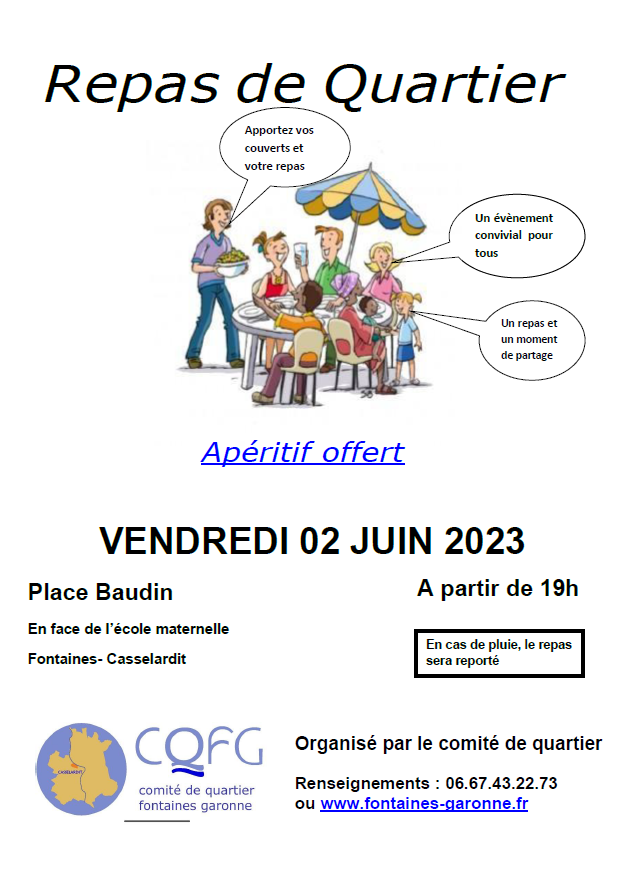 Repas de Quartier
Apportez vos
couverts et
votre repas
Un évènement
convivial pour
tous
Un repas et
un moment
de partage
Apéritif offert
VENDREDI 02 JUIN 2023
Place Baudin
A partir de 19h
En face de l'école maternelle
Fontaines- Casselardit
En cas de pluie, le repas
sera reporté
CASSELARDIT
CQFG
comité de quartier
fontaines garonne
Organisé par le comité de quartier
Renseignements : 06.67.43.22.73
ou www.fontaines-garonne.fr